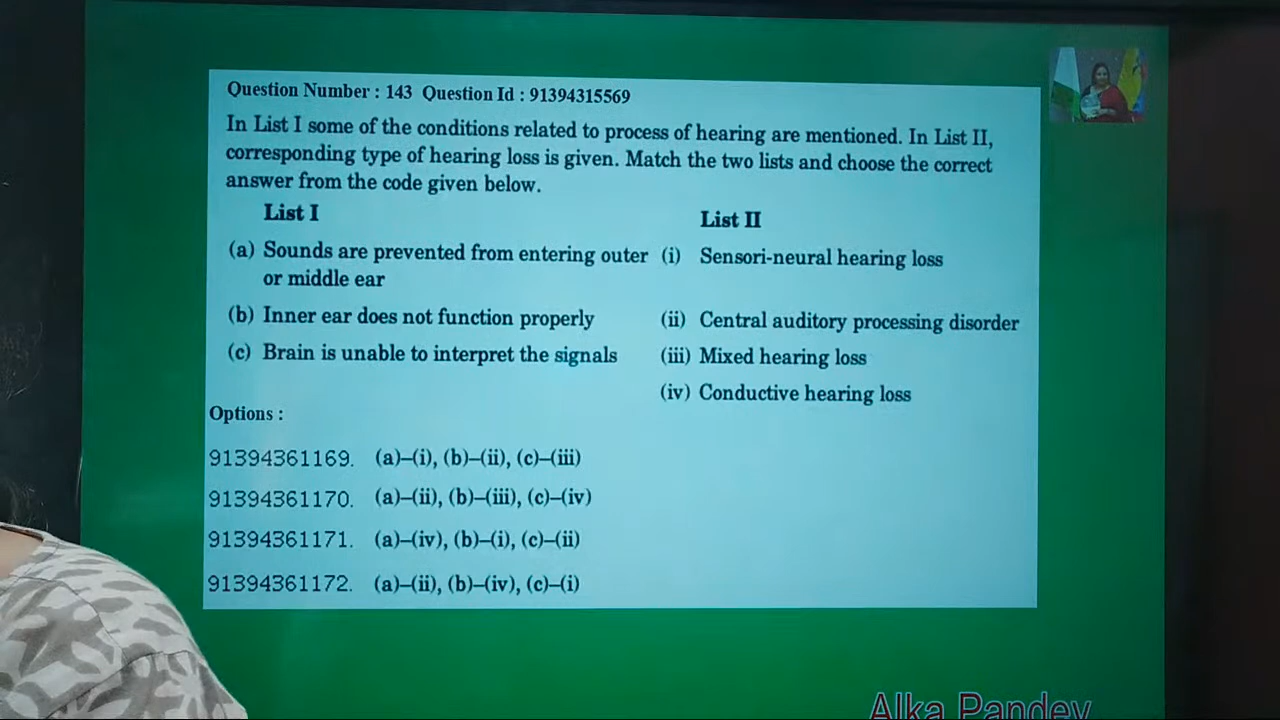 Question Number : 143 Question Id : 91394315569
In List I some of the conditions related to process of hearing are mentioned. In List II,
corresponding type of hearing loss is given. Match the two lists and choose the correct
answer from the code given below.
List I List II
(a) Sounds are prevented from entering outer (i) Sensori-neural hearing loss
or middle ear
(b) Inner ear does not function properly (ii) Central auditory processing disorder
(c) Brain is unable to interpret the signals (iii) Mixed hearing loss
(iv) Conductive hearing loss
Options :
91394361169. (a)–(i), (b)–(ii), (c)–(iii)
91394361170. (a)–(ii), (b)–(iii), (c)–(iv)
91394361171. (a)–(iv), (b)–(i), (c)–(ii)
91394361172. (a)–(ii), (b)–(iv), (c)–(i)
Alka Pandey